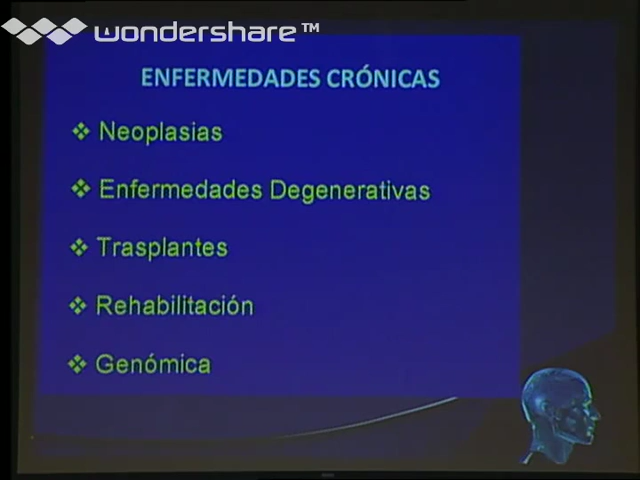 wondershare™
ENFERMEDADES CRÓNICAS
❖ Neoplasias
❖ Enfermedades Degenerativas
❖ Trasplantes
❖ Rehabilitación
❖ Genómica